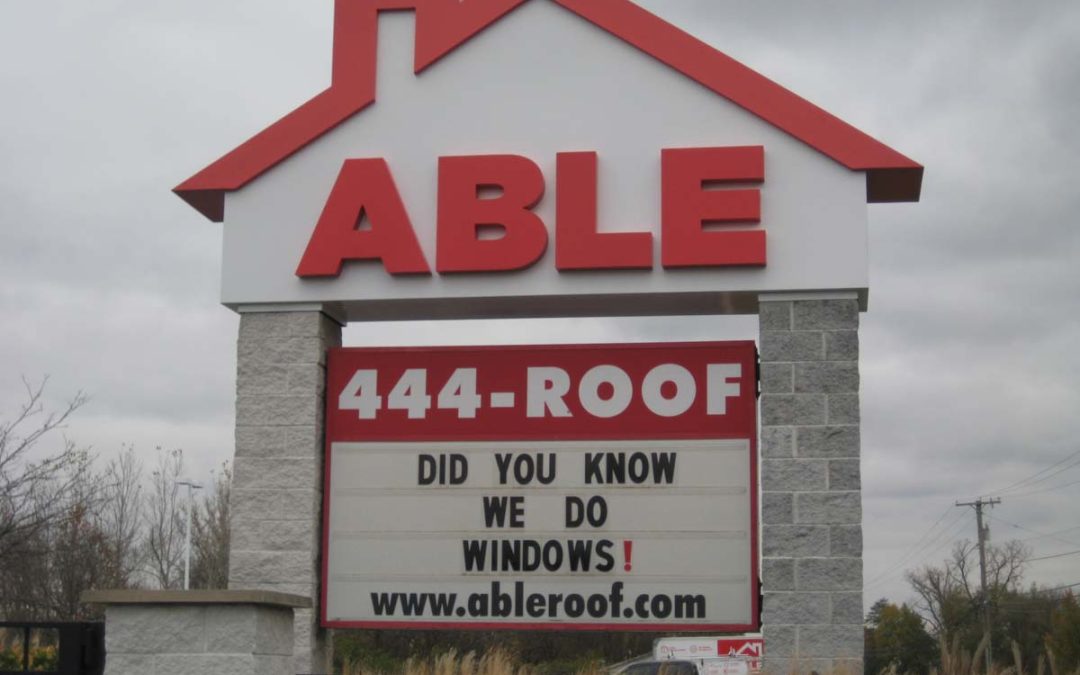 ABLE
444-ROOF
DID YOU KNOW
WE DO
WINDOWS!
www.ableroof.com